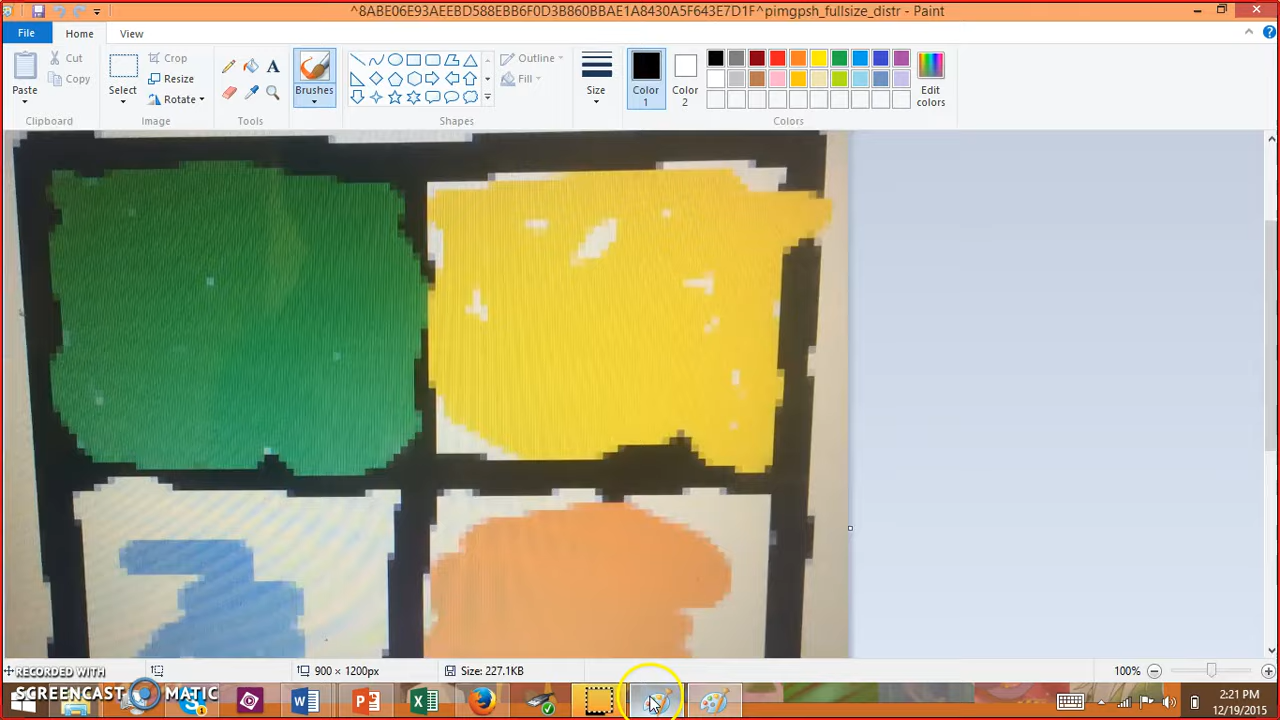 ^8ABE06E93AEEBD588EBB6F0D3B860BBAE1A8430A5F643E7D1F^pimgpsh_fullsize_distr - Paint
File Home View
Paste
Cut
Copy
Clipboard
Select
Crop
Resize
Rotate
Image
A
Tools
Brushes
Outline
Fill
Shapes
Size
Color 1
Color 2
Edit colors
Colors
900 × 1200px
Size: 227.1KB
100%
RECORDED WITH
SCREENCAST MATIC
2:21 PM
12/19/2015